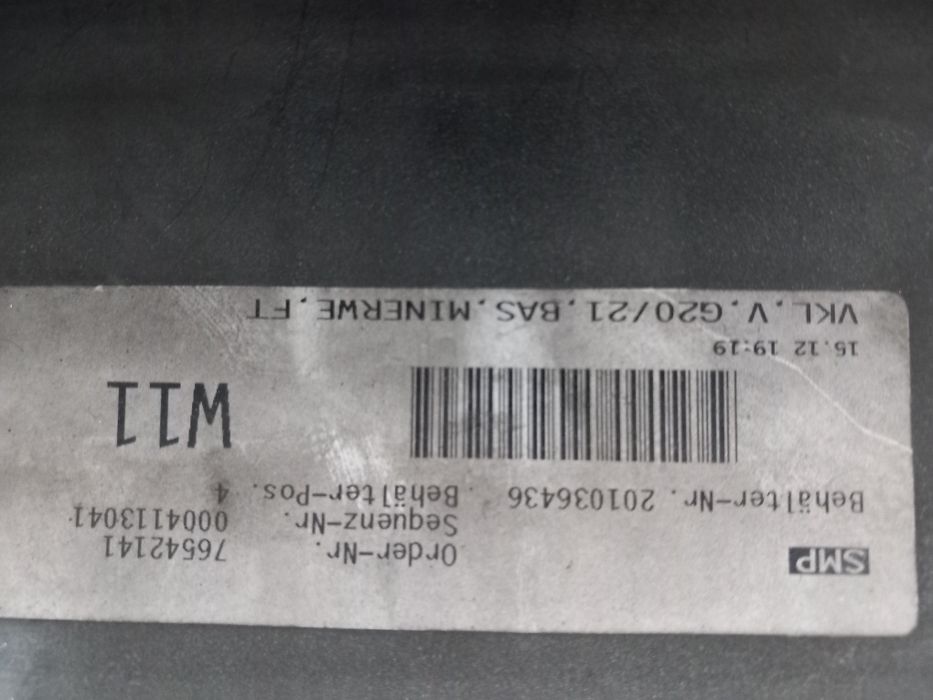 SMP
Order-Nr. 76542141
Sequenz-Nr. 0004113041
Behälter-Nr. 201036436 Behälter-Pos. 4
W11
15.12 19:19
VKL.V.G20/21.BAS.MINERWE.FT